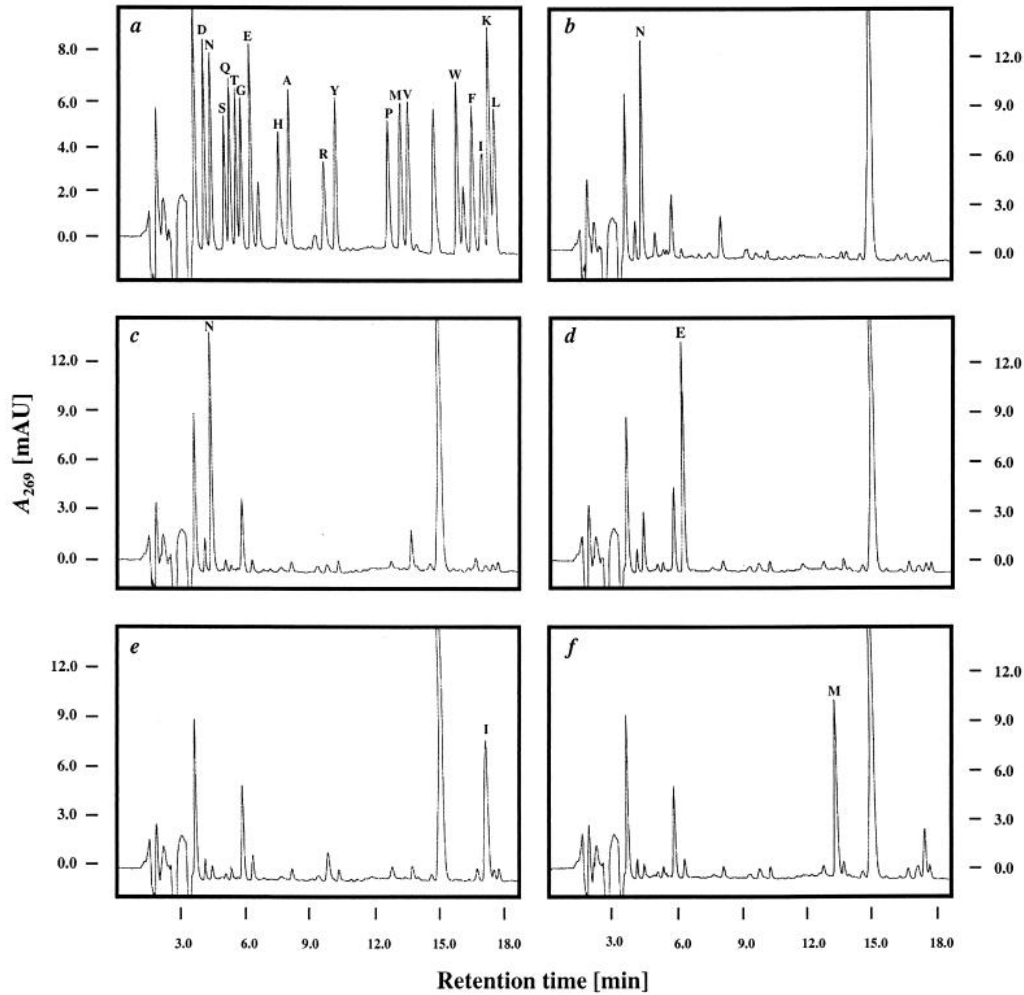 a
D
N
S
Q
T
G
E
H
A
R
Y
P
M
V
W
F
I
K
L
8.0
6.0
4.0
2.0
0.0
b
N
12.0
9.0
6.0
3.0
0.0
c
N
12.0
9.0
6.0
3.0
0.0
d
E
12.0
9.0
6.0
3.0
0.0
e
I
12.0
9.0
6.0
3.0
0.0
f
M
12.0
9.0
6.0
3.0
0.0
A269 [mAU]
3.0 6.0 9.0 12.0 15.0 18.0
3.0 6.0 9.0 12.0 15.0 18.0
Retention time [min]